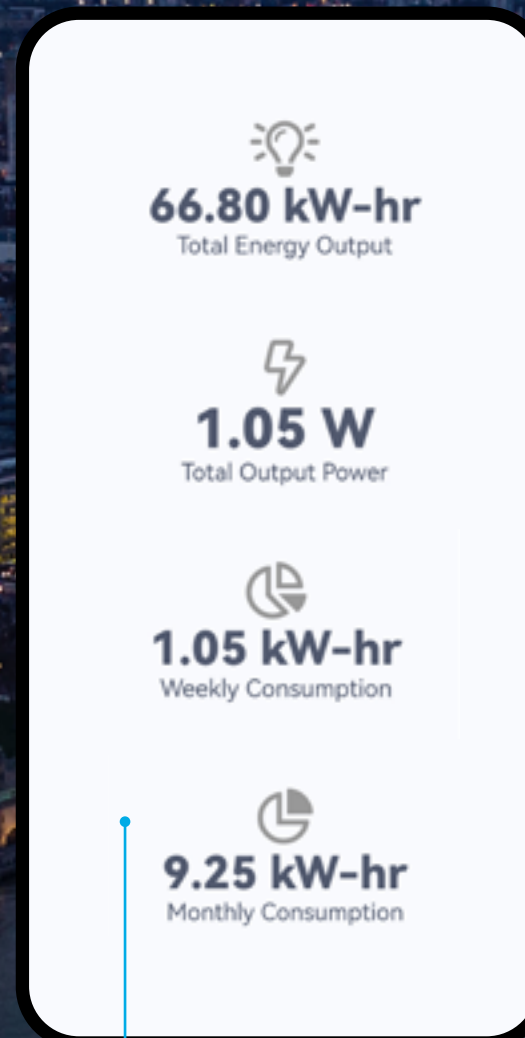 66.80 kW-hr
Total Energy Output
1.05 W
Total Output Power
1.05 kW-hr
Weekly Consumption
9.25 kW-hr
Monthly Consumption